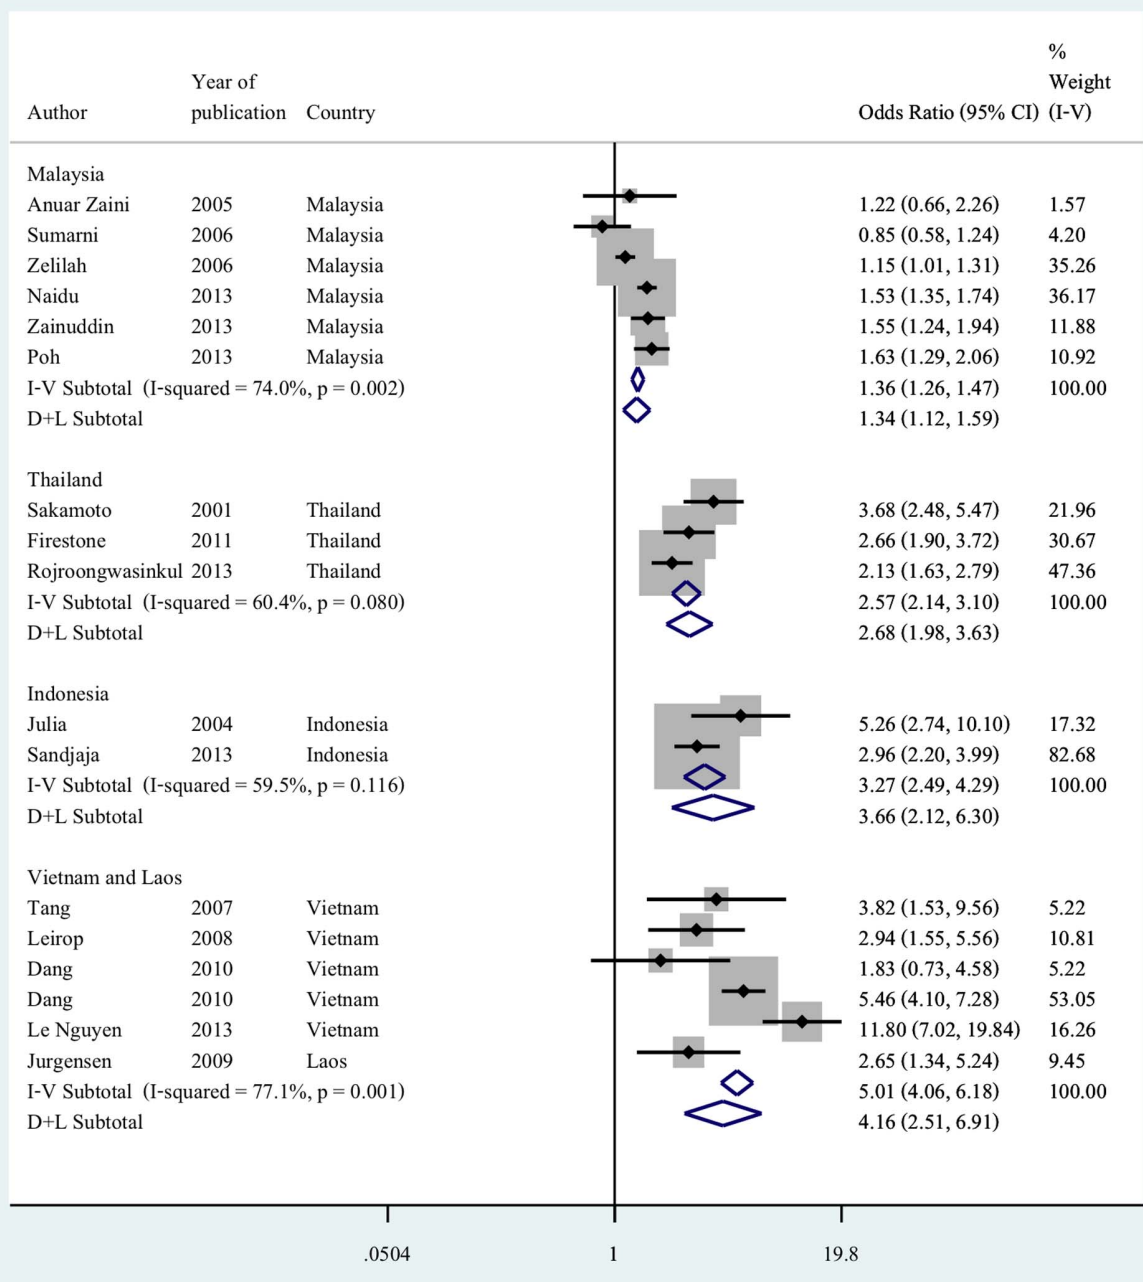 %
Year of Weight
Author publication Country Odds Ratio (95% CI) (I-V)
Malaysia
Anuar Zaini 2005 Malaysia 1.22 (0.66, 2.26) 1.57
Sumarni 2006 Malaysia 0.85 (0.58, 1.24) 4.20
Zelilah 2006 Malaysia 1.15 (1.01, 1.31) 35.26
Naidu 2013 Malaysia 1.53 (1.35, 1.74) 36.17
Zainuddin 2013 Malaysia 1.55 (1.24, 1.94) 11.88
Poh 2013 Malaysia 1.63 (1.29, 2.06) 10.92
I-V Subtotal (I-squared = 74.0%, p = 0.002) 1.36 (1.26, 1.47) 100.00
D+L Subtotal 1.34 (1.12, 1.59)
Thailand
Sakamoto 2001 Thailand 3.68 (2.48, 5.47) 21.96
Firestone 2011 Thailand 2.66 (1.90, 3.72) 30.67
Rojroongwasinkul 2013 Thailand 2.13 (1.63, 2.79) 47.36
I-V Subtotal (I-squared = 60.4%, p = 0.080) 2.57 (2.14, 3.10) 100.00
D+L Subtotal 2.68 (1.98, 3.63)
Indonesia
Julia 2004 Indonesia 5.26 (2.74, 10.10) 17.32
Sandjaja 2013 Indonesia 2.96 (2.20, 3.99) 82.68
I-V Subtotal (I-squared = 59.5%, p = 0.116) 3.27 (2.49, 4.29) 100.00
D+L Subtotal 3.66 (2.12, 6.30)
Vietnam and Laos
Tang 2007 Vietnam 3.82 (1.53, 9.56) 5.22
Leirop 2008 Vietnam 2.94 (1.55, 5.56) 10.81
Dang 2010 Vietnam 1.83 (0.73, 4.58) 5.22
Dang 2010 Vietnam 5.46 (4.10, 7.28) 53.05
Le Nguyen 2013 Vietnam 11.80 (7.02, 19.84) 16.26
Jurgensen 2009 Laos 2.65 (1.34, 5.24) 9.45
I-V Subtotal (I-squared = 77.1%, p = 0.001) 5.01 (4.06, 6.18) 100.00
D+L Subtotal 4.16 (2.51, 6.91)
.0504 1 19.8